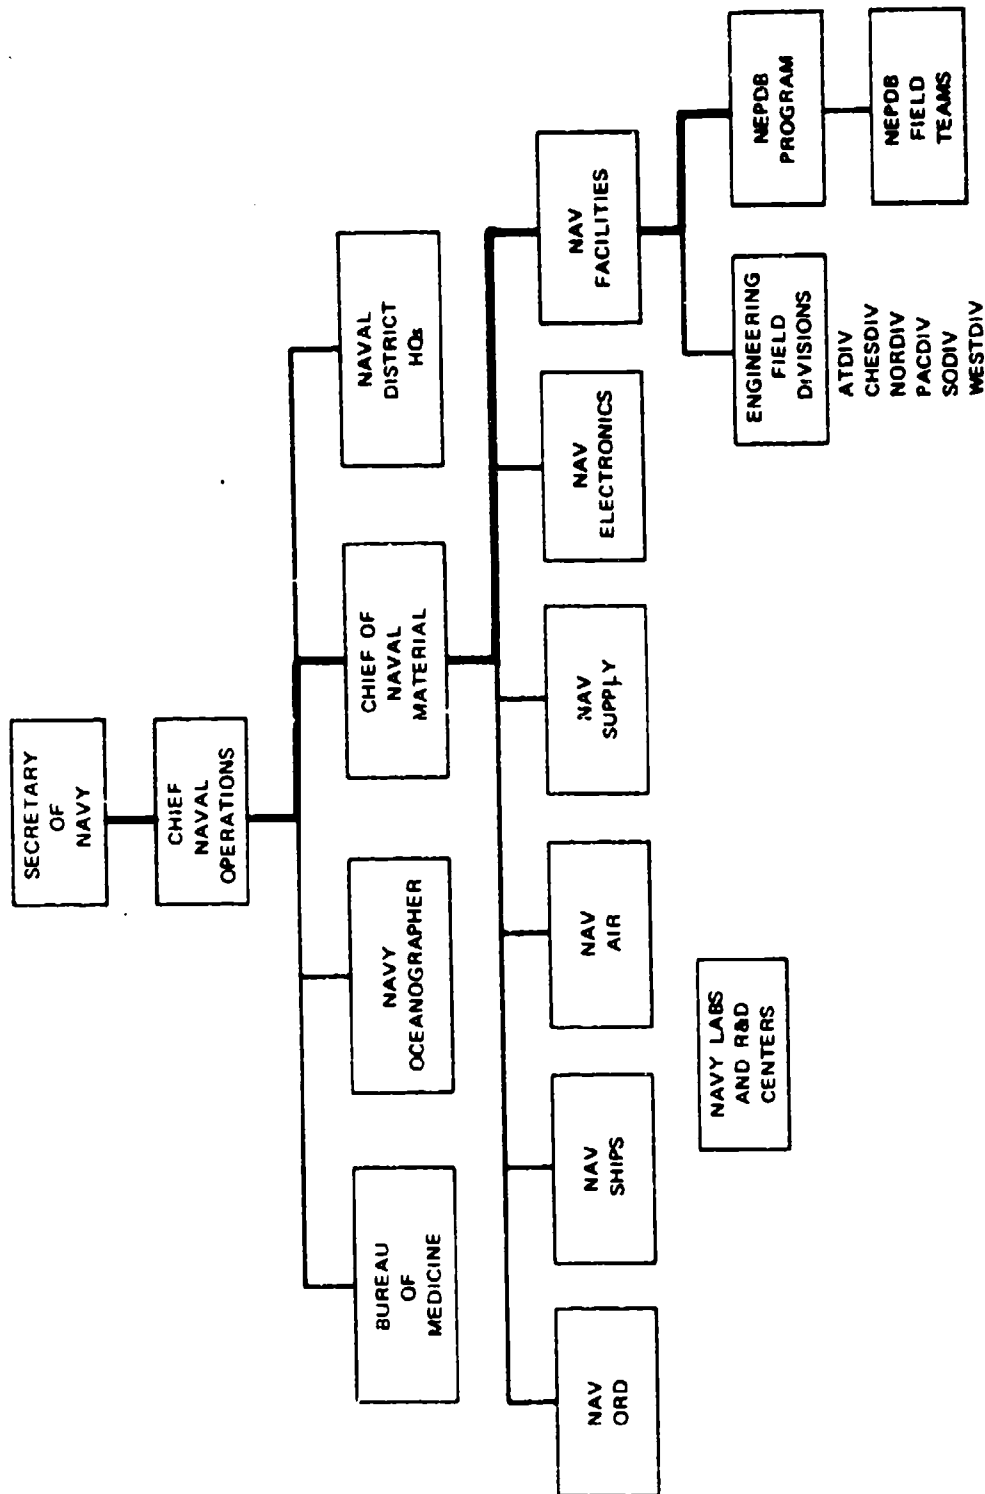 SECRETARY
OF
NAVY
CHIEF
NAVAL
OPERATIONS
BUREAU
OF
MEDICINE
NAVY
OCEANOGRAPHER
CHIEF OF
NAVAL
MATERIAL
NAVAL
DISTRICT
HQs
NAV
ORD
NAV
SHIPS
NAV
AIR
NAV
SUPPLY
NAV
ELECTRONICS
NAV
FACILITIES
NAVY LABS
AND R&D
CENTERS
ENGINEERING
FIELD
DIVISIONS
ATDIV
CHESDIV
NORDIV
PACDIV
SODIV
WESTDIV
NEPDB
PROGRAM
NEPDB
FIELD
TEAMS